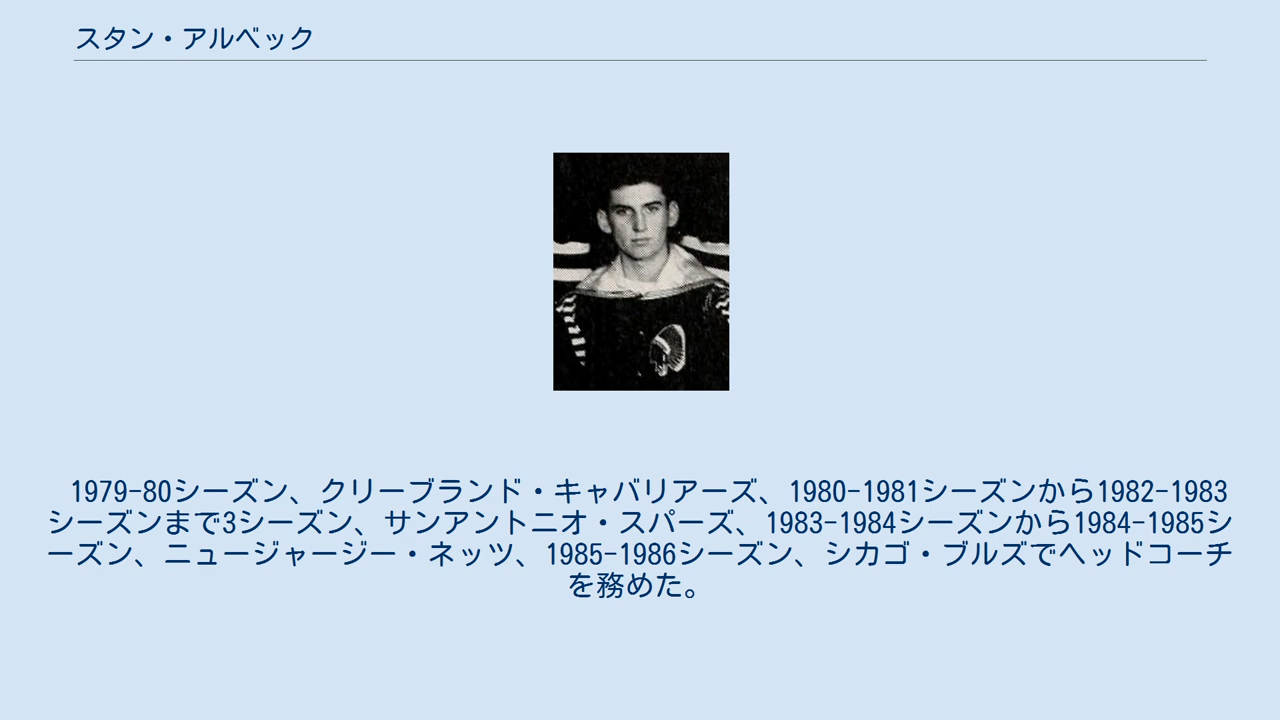 スタン・アルベック
1979-80シーズン、クリーブランド・キャバリアーズ、1980-1981シーズンから1982-1983
シーズンまで3シーズン、サンアントニオ・スパーズ、1983-1984シーズンから1984-1985シ
ーズン、ニュージャージー・ネッツ、1985-1986シーズン、シカゴ・ブルズでヘッドコーチ
を務めた。